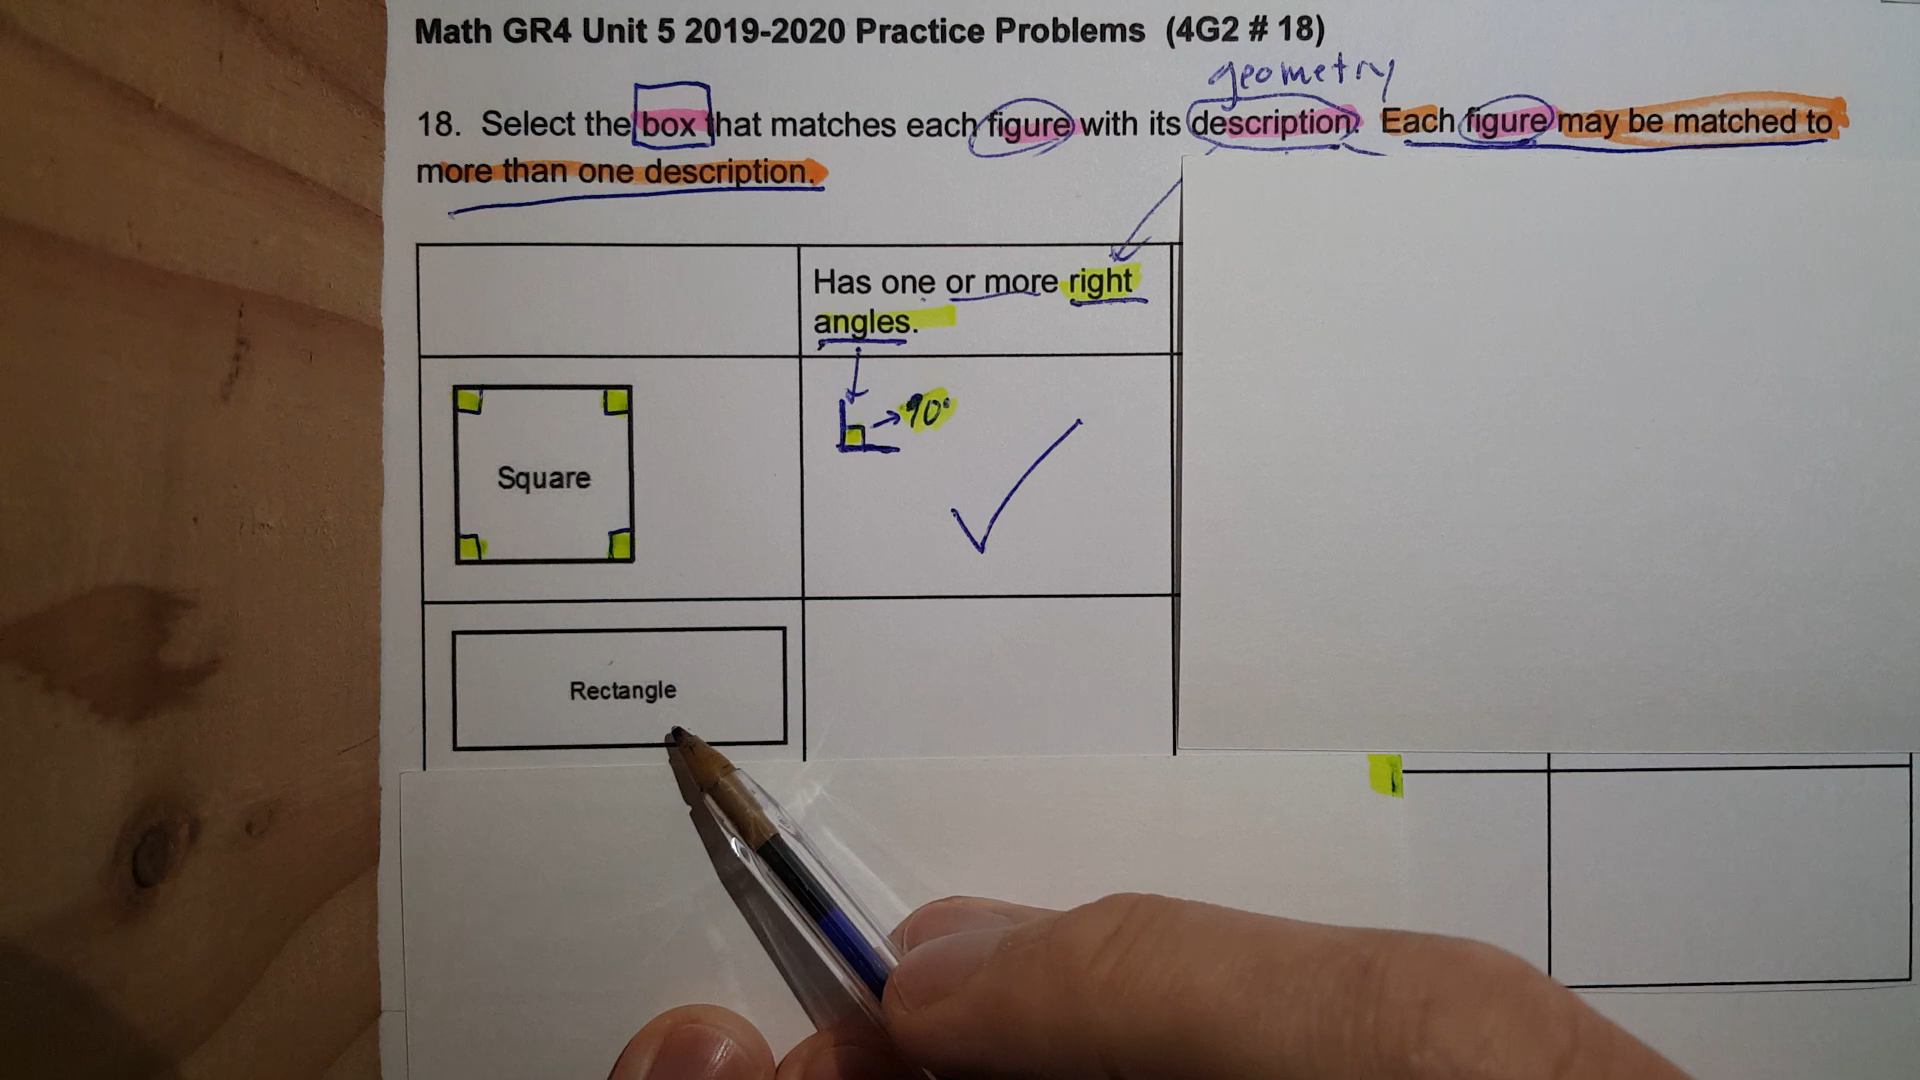 Math GR4 Unit 5 2019-2020 Practice Problems (4G2 # 18)
geometry
18. Select the box that matches each figure with its description. Each figure may be matched to
more than one description.
Has one or more right
angles.
90°
Square
Rectangle